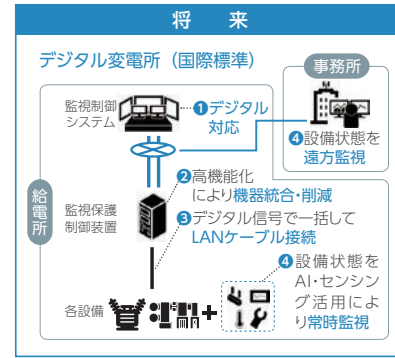 将　来
デジタル変電所（国際標準）
事務所
監視制御
システム
❶デジタル
対応
❹設備状態を
遠方監視
給電所
❷高機能化
により機器統合・削減
監視保護
制御装置
❸デジタル信号で一括して
LANケーブル接続
❹設備状態を
AI・センシン
グ活用によ
り常時監視
各設備
+